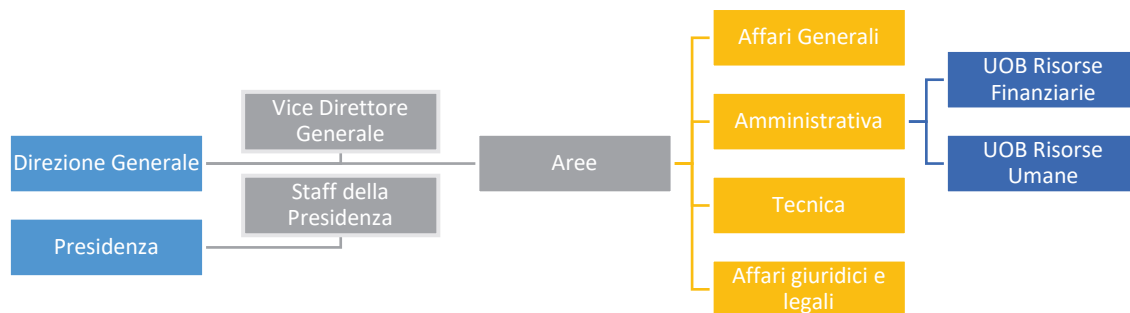 Direzione Generale
Presidenza
Vice Direttore
Generale
Staff della
Presidenza
Aree
Affari Generali
Amministrativa
Tecnica
Affari giuridici e
legali
UOB Risorse
Finanziarie
UOB Risorse
Umane